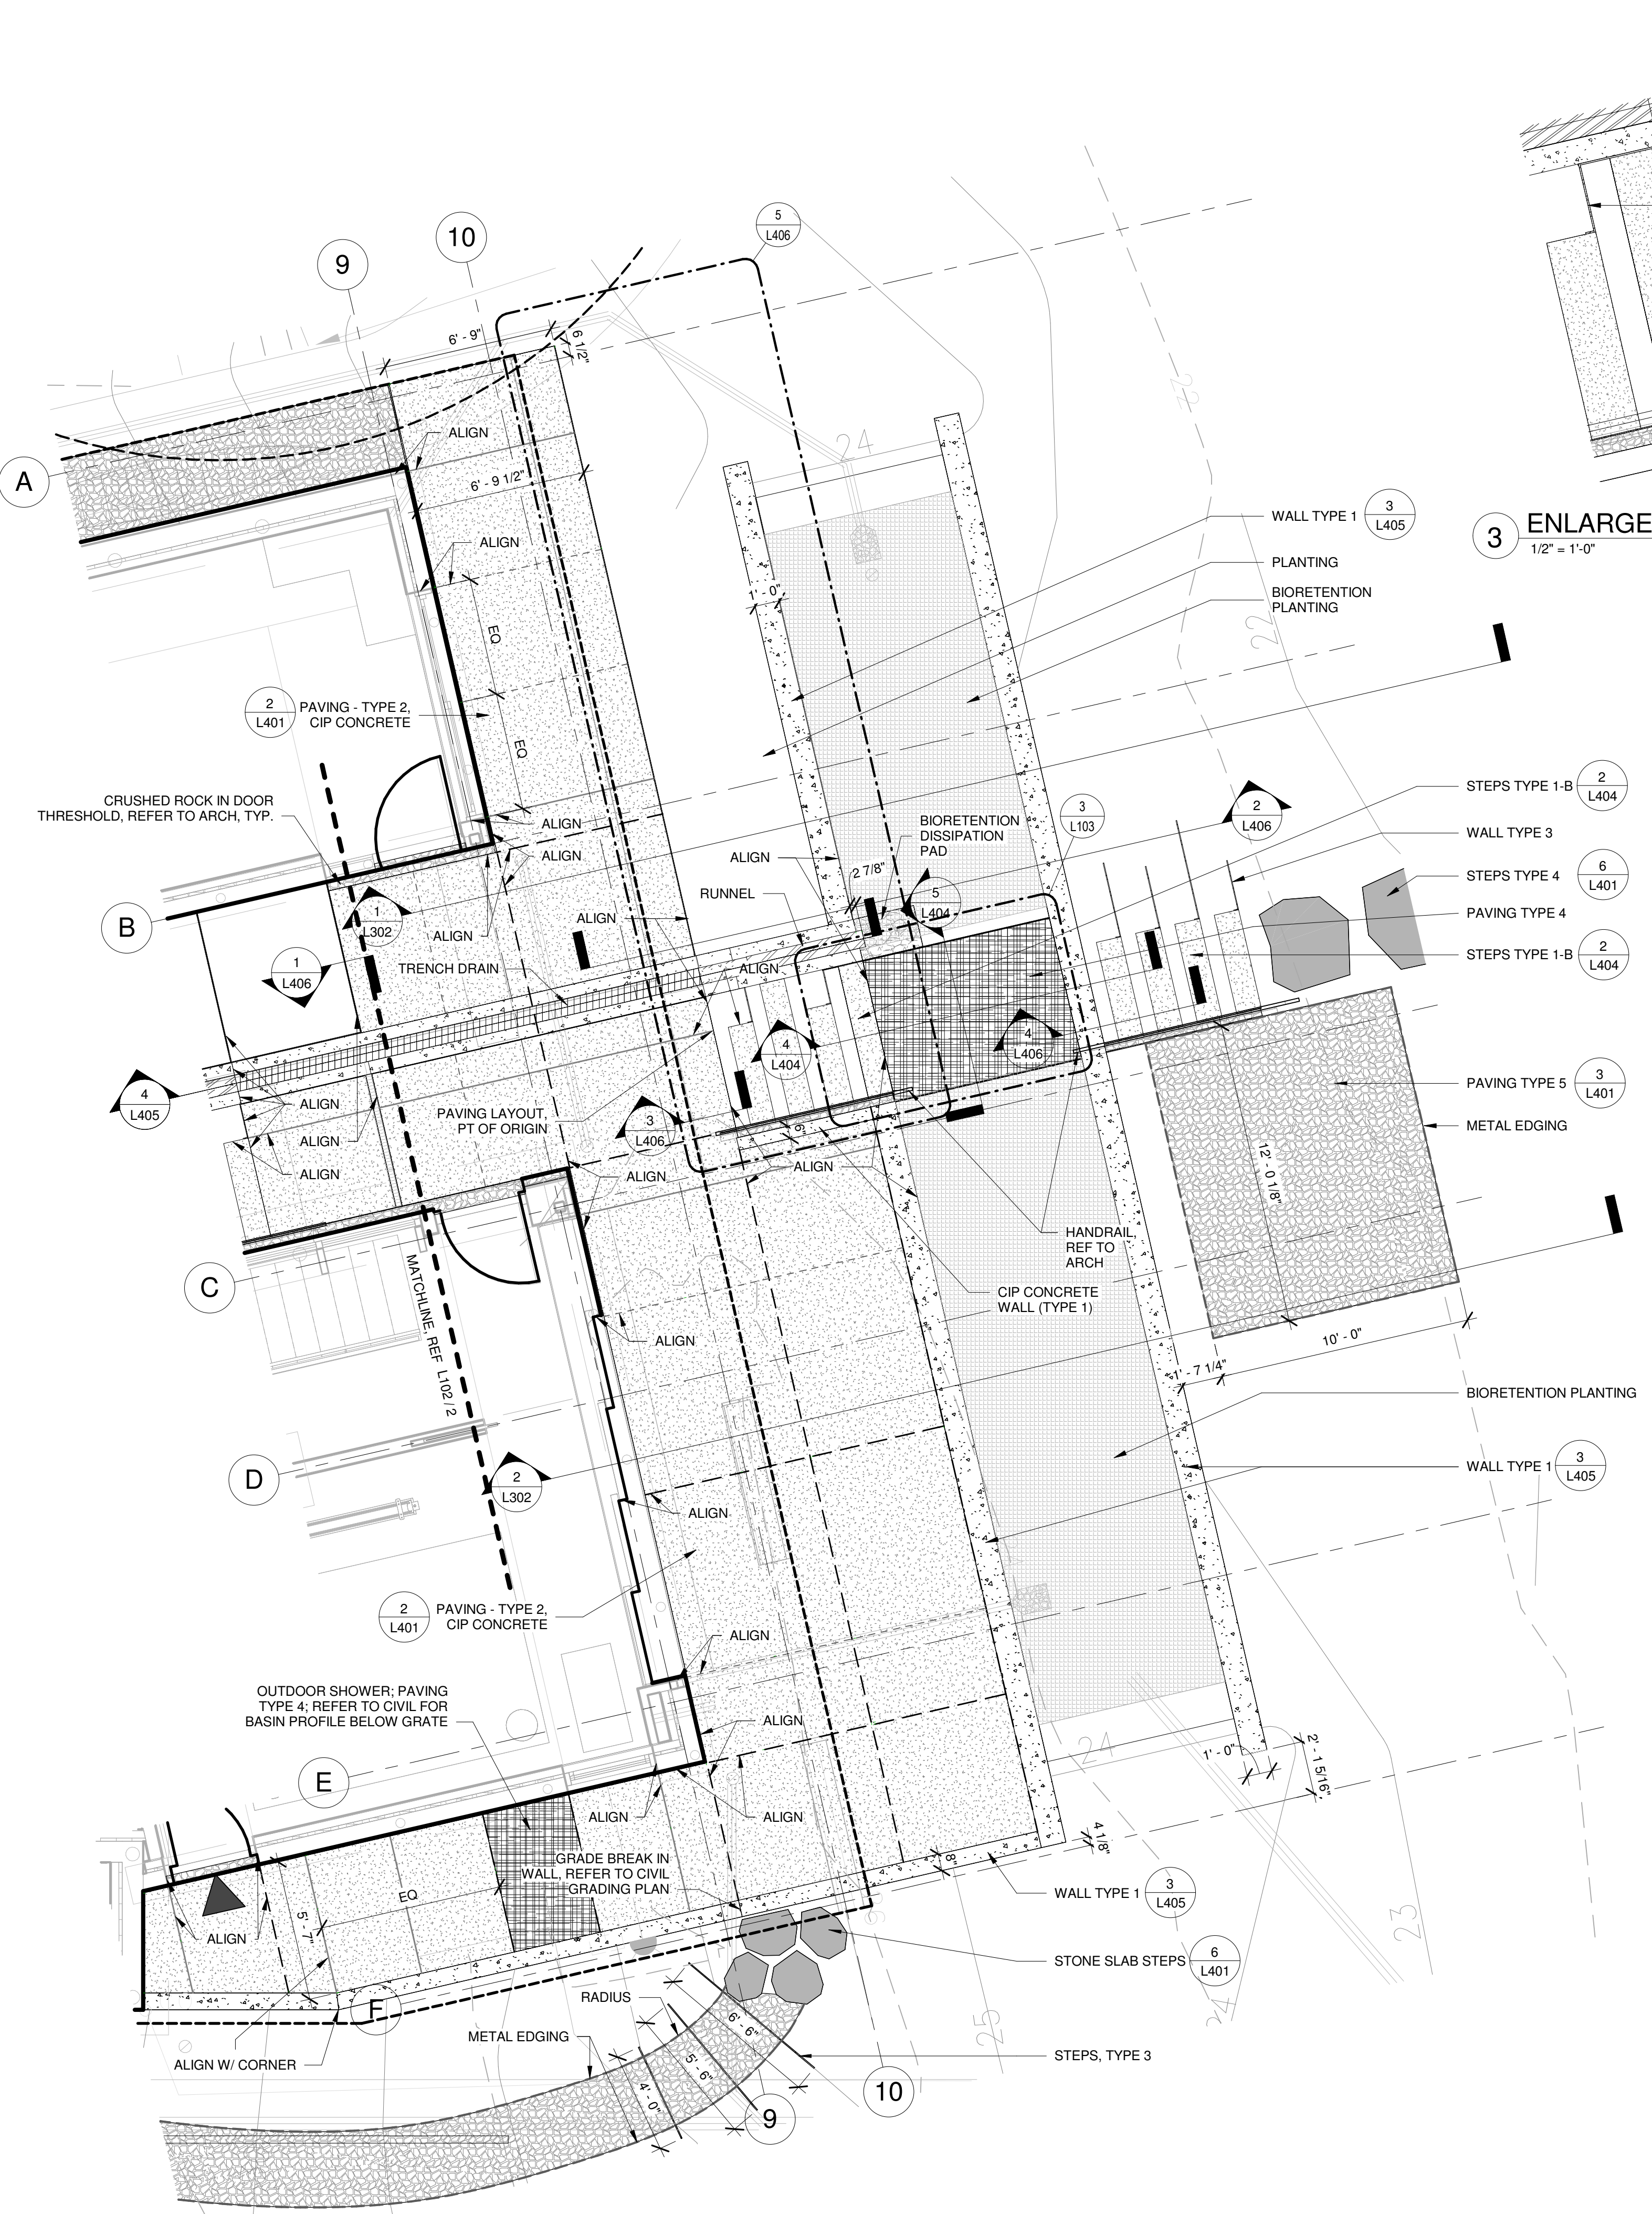 5
L406
10
9
6' - 9"
6 1/2"
A
ALIGN
24
23
6' - 9 1/2"
WALL TYPE 1
3
L405
3
ENLARGE
1/2" = 1'-0"
ALIGN
PLANTING
BIORETENTION
PLANTING
1' - 0"
EQ
22
2
L401
PAVING - TYPE 2,
CIP CONCRETE
EQ
CRUSHED ROCK IN DOOR
THRESHOLD, REFER TO ARCH, TYP.
STEPS TYPE 1-B
2
L404
2
L406
3
L103
BIORETENTION
DISSIPATION
PAD
ALIGN
WALL TYPE 3
ALIGN
ALIGN
2 7/8"
STEPS TYPE 4
6
L401
RUNNEL
5
L404
PAVING TYPE 4
B
1
L302
ALIGN
ALIGN
STEPS TYPE 1-B
2
L404
1
L406
TRENCH DRAIN
ALIGN
4
L404
4
L406
PAVING TYPE 5
3
L401
4
L405
ALIGN
PAVING LAYOUT,
PT OF ORIGIN
3
L406
6"
METAL EDGING
ALIGN
ALIGN
ALIGN
ALIGN
12' - 0 1/8"
HANDRAIL,
REF TO
ARCH
C
CIP CONCRETE
WALL (TYPE 1)
MATCHLINE, REF L102 / 2
ALIGN
10' - 0"
1' - 7 1/4"
BIORETENTION PLANTING
D
2
L302
WALL TYPE 1
3
L405
ALIGN
2
L401
PAVING - TYPE 2,
CIP CONCRETE
ALIGN
OUTDOOR SHOWER; PAVING
TYPE 4; REFER TO CIVIL FOR
BASIN PROFILE BELOW GRATE
ALIGN
24
1' - 0"
2' - 1 5/16"
E
ALIGN
ALIGN
4 1/8"
8"
GRADE BREAK IN
WALL, REFER TO CIVIL
GRADING PLAN
WALL TYPE 1
3
L405
EQ
5' - 7"
ALIGN
23
STONE SLAB STEPS
6
L401
RADIUS
F
6' - 6"
25
24
METAL EDGING
STEPS, TYPE 3
ALIGN W/ CORNER
5' - 6"
4' - 0"
10
9